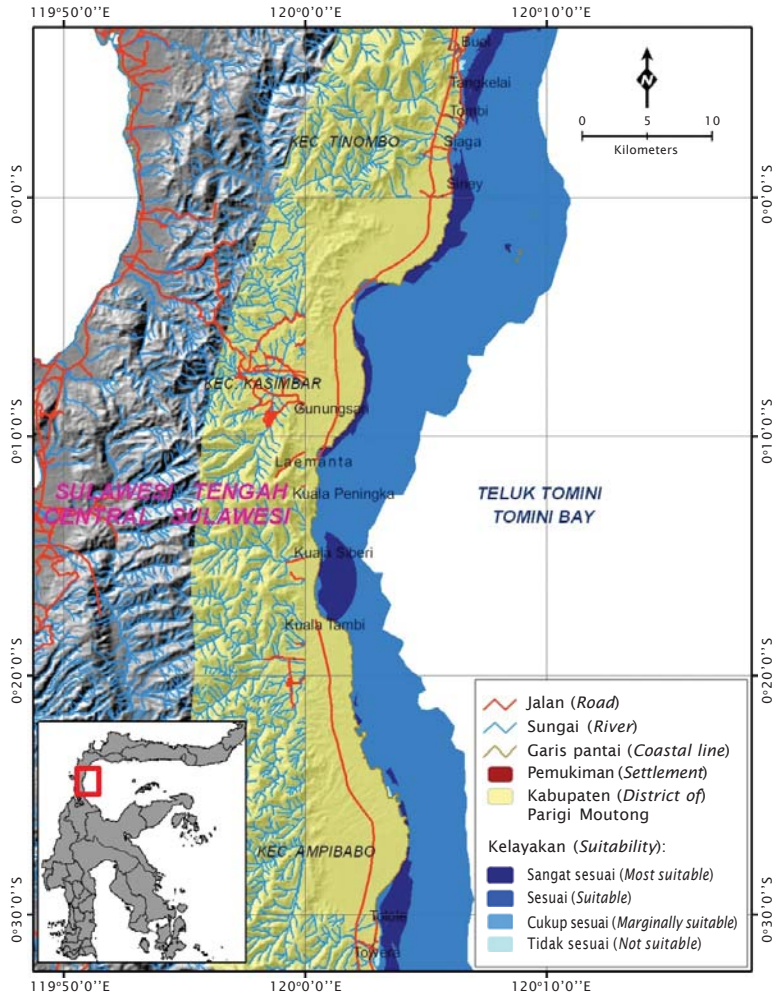 119°50'0''E 120°0'0''E 120°10'0''E
Buol
Tangkelai
Tombi
KEC. TINOMBO
Siaga
Siney
N
0 5 10
Kilometers
0°0'0''S 0°0'0''S
KEC. KASIMBAR
Gunungsari
0°10'0''S 0°10'0''S
Laemanta
SULAWESI TENGAH
CENTRAL SULAWESI
Kuala Peningka
TELUK TOMINI
TOMINI BAY
Kuala Siberi
Kuala Tambi
0°20'0''S 0°20'0''S
Jalan (Road)
Sungai (River)
Garis pantai (Coastal line)
Pemukiman (Settlement)
Kabupaten (District of)
Parigi Moutong
Kelayakan (Suitability):
Sangat sesuai (Most suitable)
Sesuai (Suitable)
Cukup sesuai (Marginally suitable)
Tidak sesuai (Not suitable)
KEC. AMPIBABO
0°30'0''S 0°30'0''S
Towera
119°50'0''E 120°0'0''E 120°10'0''E